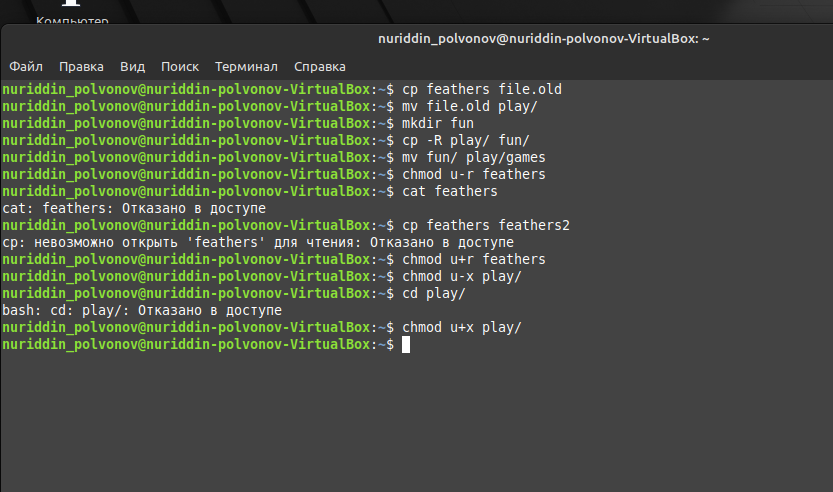 Компьютер
nuriddin_polvonov@nuriddin-polvonov-VirtualBox: ~
Файл Правка Вид Поиск Терминал Справка
nuriddin_polvonov@nuriddin-polvonov-VirtualBox:~$ cp feathers file.old
nuriddin_polvonov@nuriddin-polvonov-VirtualBox:~$ mv file.old play/
nuriddin_polvonov@nuriddin-polvonov-VirtualBox:~$ mkdir fun
nuriddin_polvonov@nuriddin-polvonov-VirtualBox:~$ cp -R play/ fun/
nuriddin_polvonov@nuriddin-polvonov-VirtualBox:~$ mv fun/ play/games
nuriddin_polvonov@nuriddin-polvonov-VirtualBox:~$ chmod u-r feathers
nuriddin_polvonov@nuriddin-polvonov-VirtualBox:~$ cat feathers
cat: feathers: Отказано в доступе
nuriddin_polvonov@nuriddin-polvonov-VirtualBox:~$ cp feathers feathers2
cp: невозможно открыть 'feathers' для чтения: Отказано в доступе
nuriddin_polvonov@nuriddin-polvonov-VirtualBox:~$ chmod u+r feathers
nuriddin_polvonov@nuriddin-polvonov-VirtualBox:~$ chmod u-x play/
nuriddin_polvonov@nuriddin-polvonov-VirtualBox:~$ cd play/
bash: cd: play/: Отказано в доступе
nuriddin_polvonov@nuriddin-polvonov-VirtualBox:~$ chmod u+x play/
nuriddin_polvonov@nuriddin-polvonov-VirtualBox:~$